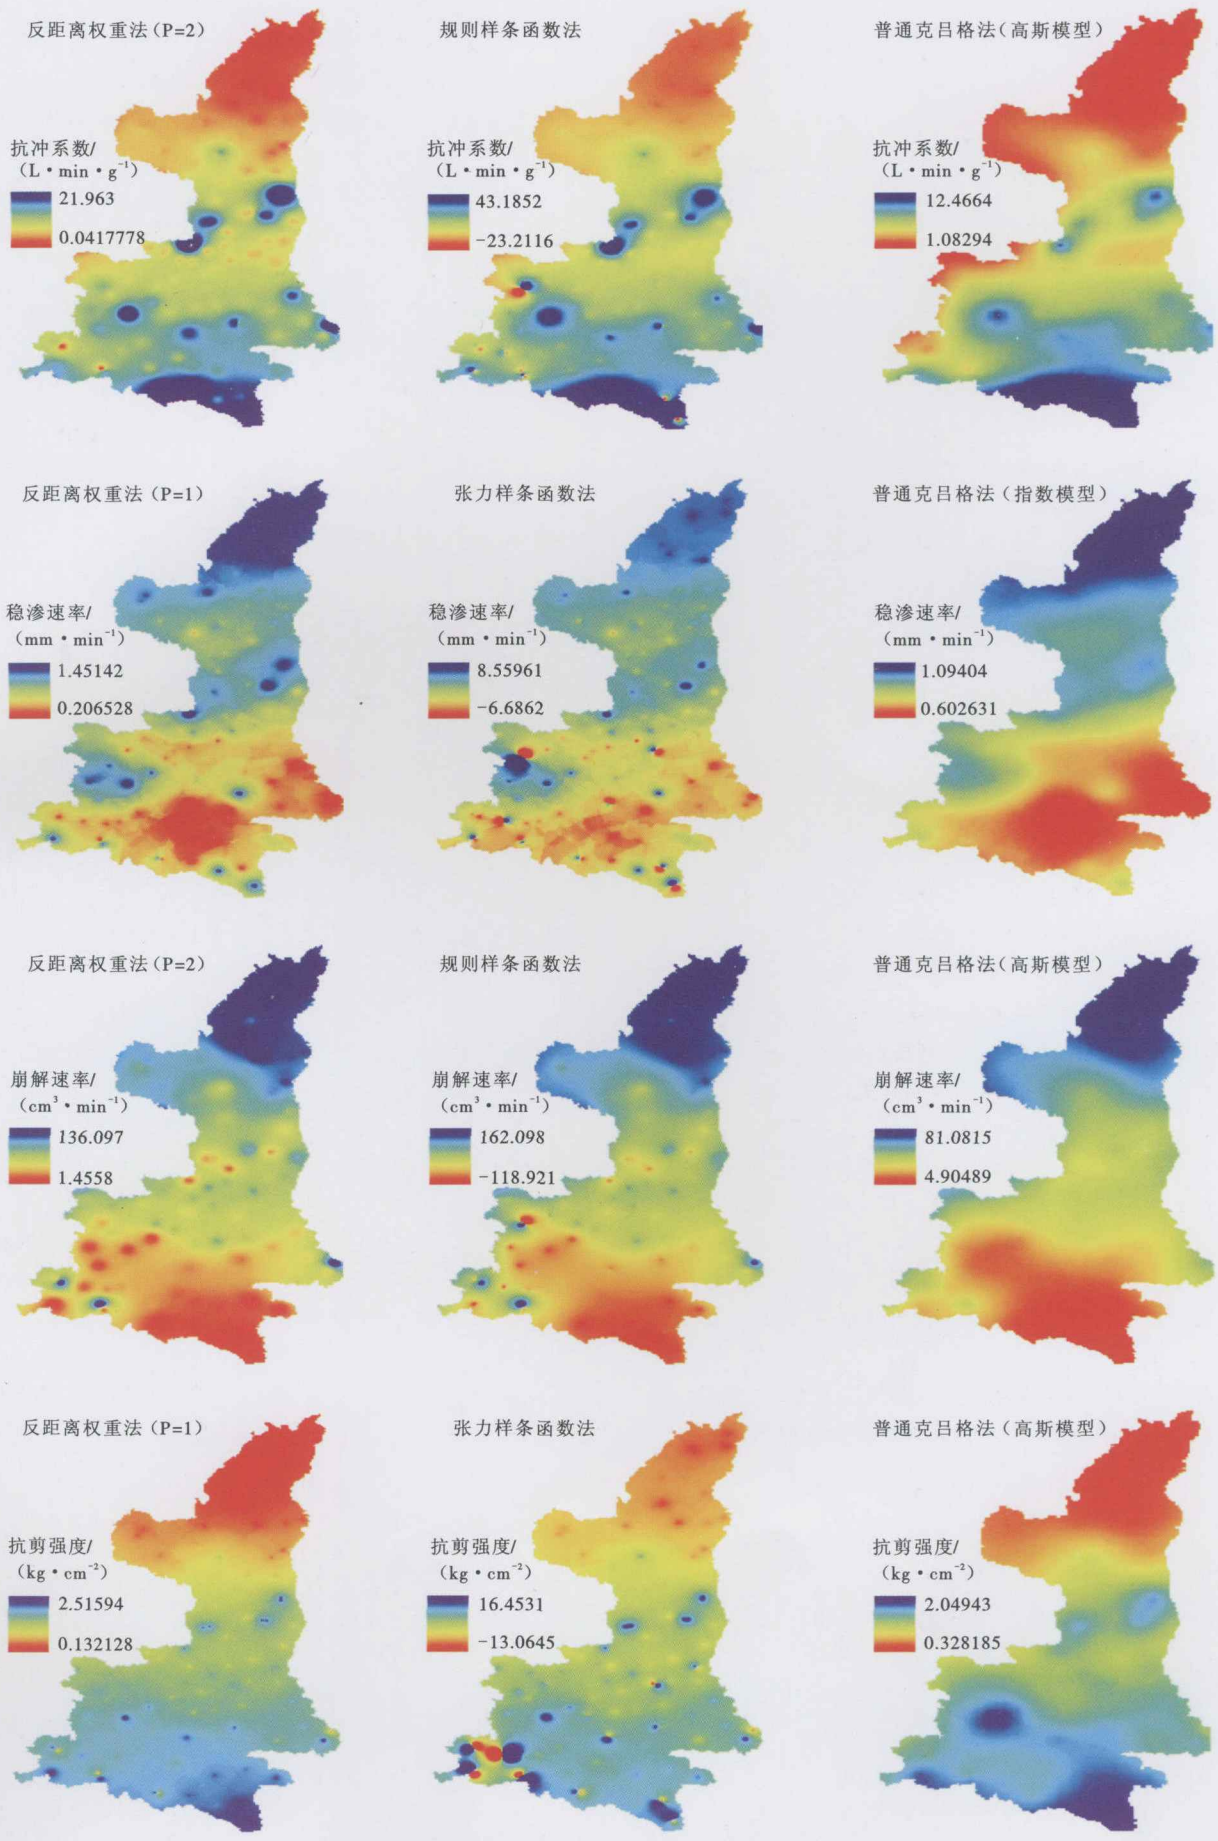 反距离权重法(P=2)
规则样条函数法
普通克吕格法(高斯模型)
抗冲系数/
(L·min·g⁻¹)
21.963
0.0417778
抗冲系数/
(L·min·g⁻¹)
43.1852
−23.2116
抗冲系数/
(L·min·g⁻¹)
12.4664
1.08294
反距离权重法(P=1)
张力样条函数法
普通克吕格法(指数模型)
稳渗速率/
(mm·min⁻¹)
1.45142
0.206528
稳渗速率/
(mm·min⁻¹)
8.55961
−6.6862
稳渗速率/
(mm·min⁻¹)
1.09404
0.602631
反距离权重法(P=2)
规则样条函数法
普通克吕格法(高斯模型)
崩解速率/
(cm³·min⁻¹)
136.097
1.4558
崩解速率/
(cm³·min⁻¹)
162.098
−118.921
崩解速率/
(cm³·min⁻¹)
81.0815
4.90489
反距离权重法(P=1)
张力样条函数法
普通克吕格法(高斯模型)
抗剪强度/
(kg·cm⁻²)
2.51594
0.132128
抗剪强度/
(kg·cm⁻²)
16.4531
−13.0645
抗剪强度/
(kg·cm⁻²)
2.04943
0.328185